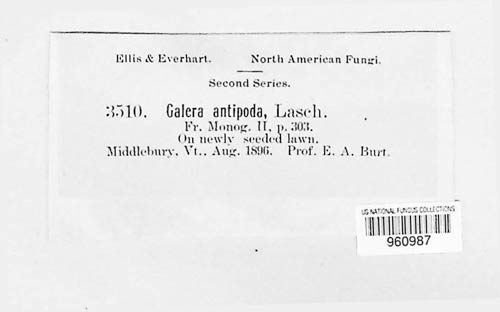 Ellis & Everhart. North American Fungi.
Second Series.
3510. Galera antipoda, Lasch.
Fr. Monog. II, p. 303.
On newly seeded lawn.
Middlebury, Vt., Aug. 1896. Prof. E. A. Burt.
US NATIONAL FUNGUS COLLECTIONS
960987